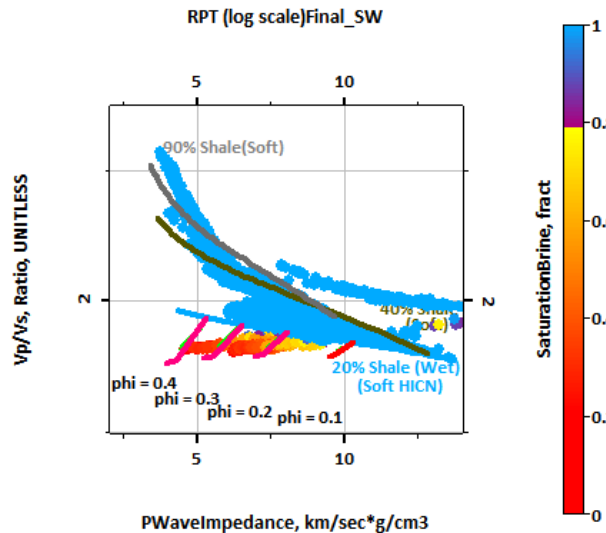 RPT (log scale)Final_SW
5
10
90% Shale(Soft)
2
2
40% Shale
(Soft)
20% Shale (Wet)
(Soft HICN)
phi = 0.4
phi = 0.3
phi = 0.2
phi = 0.1
5
10
PWaveImpedance, km/sec*g/cm3
Vp/Vs, Ratio, UNITLESS
SaturationBrine, fract
1
0.
0.
0.
0.
0